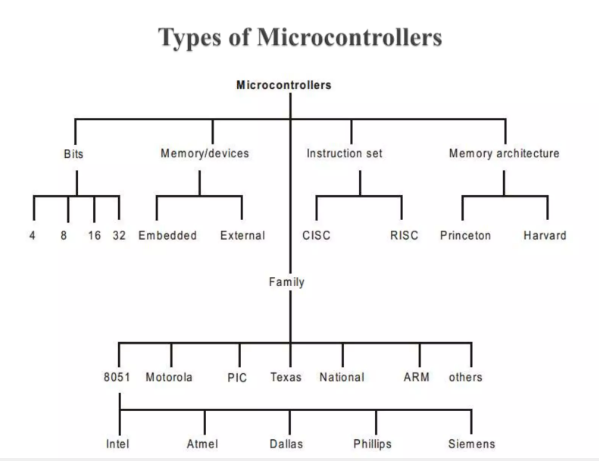 Types of Microcontrollers
Microcontrollers
Bits Memory/devices Instruction set Memory architecture
4 8 16 32 Embedded External CISC RISC Princeton Harvard
Family
8051 Motorola PIC Texas National ARM others
Intel Atmel Dallas Phillips Siemens